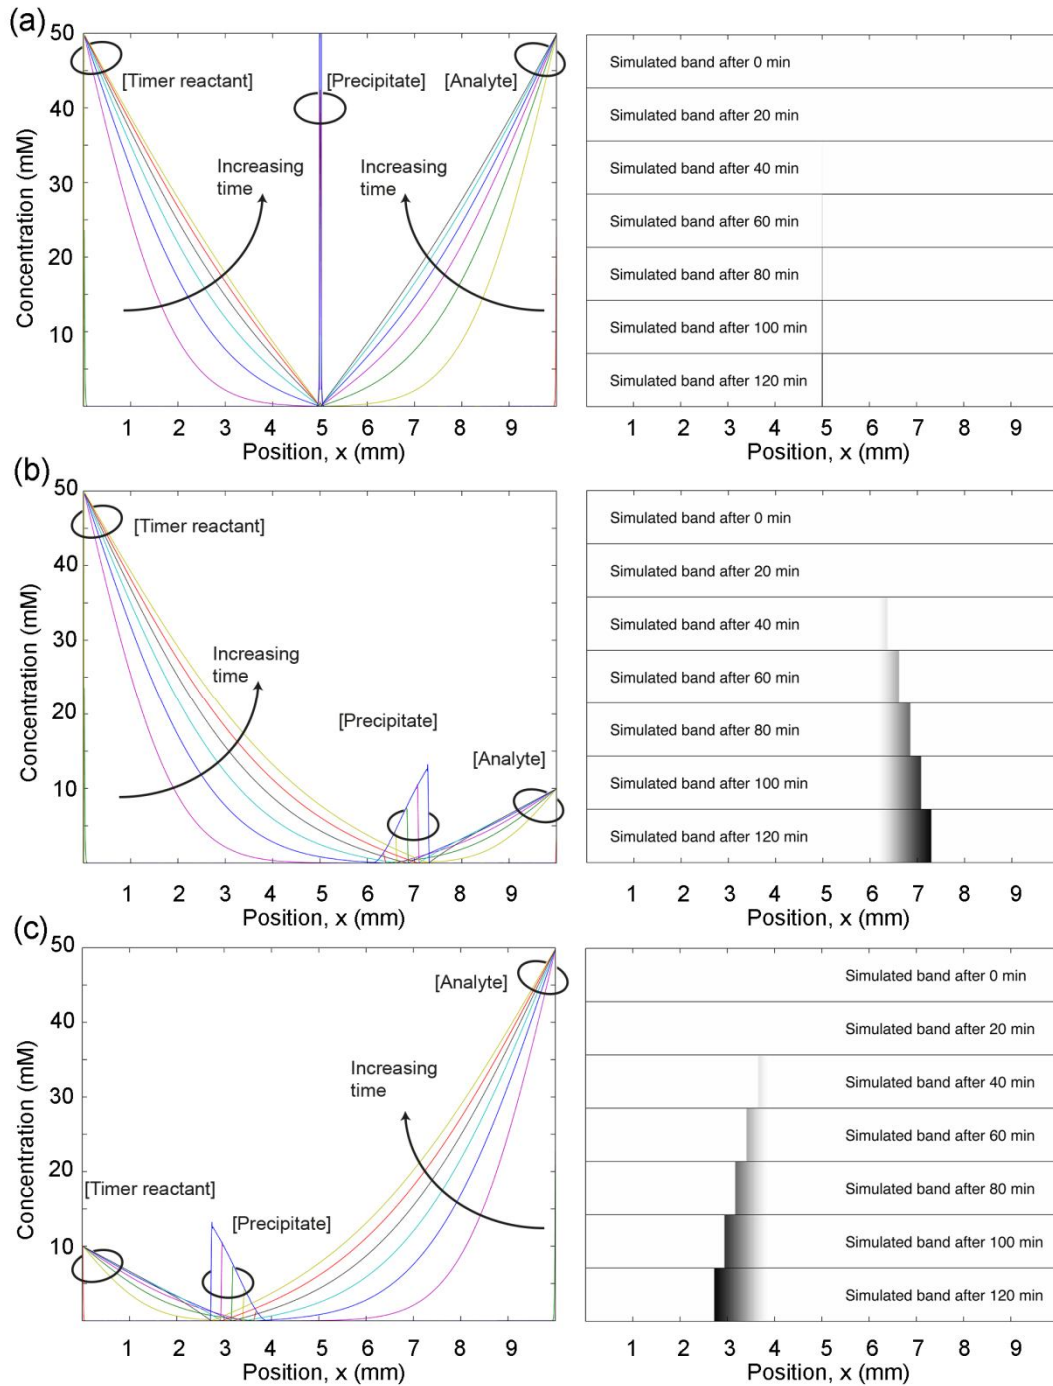 (a)
50
40
30
20
10
Concentration (mM)
[Timer reactant]
[Precipitate]
[Analyte]
Increasing
time
Increasing
time
1 2 3 4 5 6 7 8 9
Position, x (mm)
Simulated band after 0 min
Simulated band after 20 min
Simulated band after 40 min
Simulated band after 60 min
Simulated band after 80 min
Simulated band after 100 min
Simulated band after 120 min
1 2 3 4 5 6 7 8 9
Position, x (mm)
(b)
50
40
30
20
10
Concentration (mM)
[Timer reactant]
Increasing
time
[Precipitate]
[Analyte]
1 2 3 4 5 6 7 8 9
Position, x (mm)
Simulated band after 0 min
Simulated band after 20 min
Simulated band after 40 min
Simulated band after 60 min
Simulated band after 80 min
Simulated band after 100 min
Simulated band after 120 min
1 2 3 4 5 6 7 8 9
Position, x (mm)
(c)
50
40
30
20
10
Concentration (mM)
[Analyte]
Increasing
time
[Timer reactant]
[Precipitate]
1 2 3 4 5 6 7 8 9
Position, x (mm)
Simulated band after 0 min
Simulated band after 20 min
Simulated band after 40 min
Simulated band after 60 min
Simulated band after 80 min
Simulated band after 100 min
Simulated band after 120 min
1 2 3 4 5 6 7 8 9
Position, x (mm)